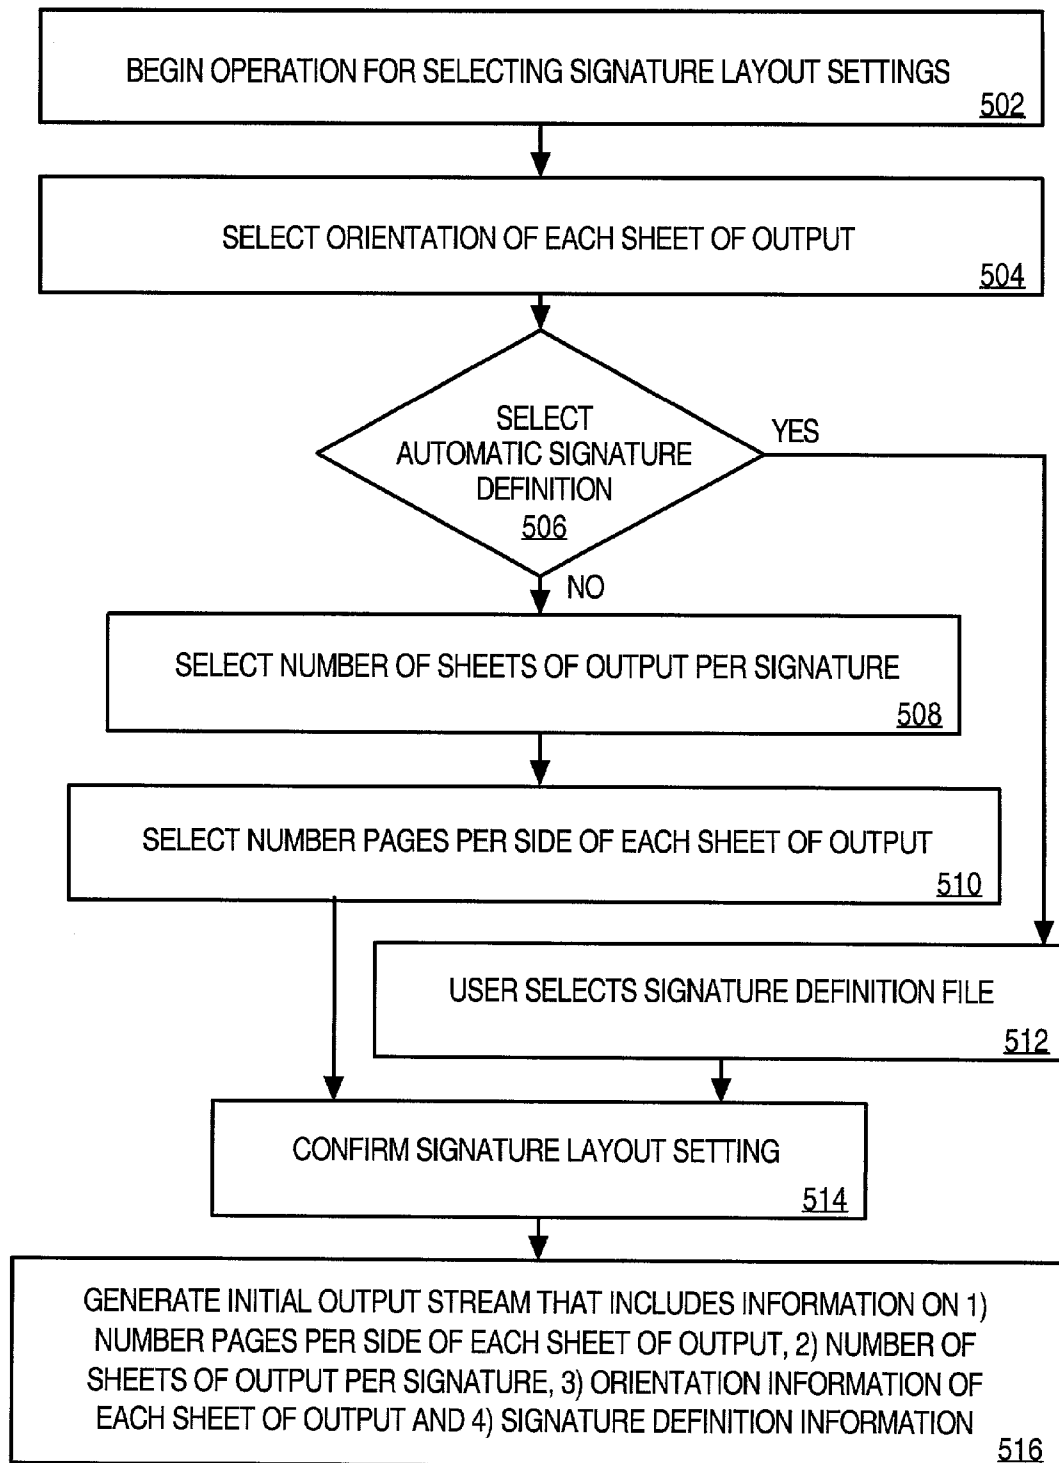 BEGIN OPERATION FOR SELECTING SIGNATURE LAYOUT SETTINGS
502
SELECT ORIENTATION OF EACH SHEET OF OUTPUT
504
SELECT
AUTOMATIC SIGNATURE
DEFINITION
506
YES
NO
SELECT NUMBER OF SHEETS OF OUTPUT PER SIGNATURE
508
SELECT NUMBER PAGES PER SIDE OF EACH SHEET OF OUTPUT
510
USER SELECTS SIGNATURE DEFINITION FILE
512
CONFIRM SIGNATURE LAYOUT SETTING
514
GENERATE INITIAL OUTPUT STREAM THAT INCLUDES INFORMATION ON 1)
NUMBER PAGES PER SIDE OF EACH SHEET OF OUTPUT, 2) NUMBER OF
SHEETS OF OUTPUT PER SIGNATURE, 3) ORIENTATION INFORMATION OF
EACH SHEET OF OUTPUT AND 4) SIGNATURE DEFINITION INFORMATION
516